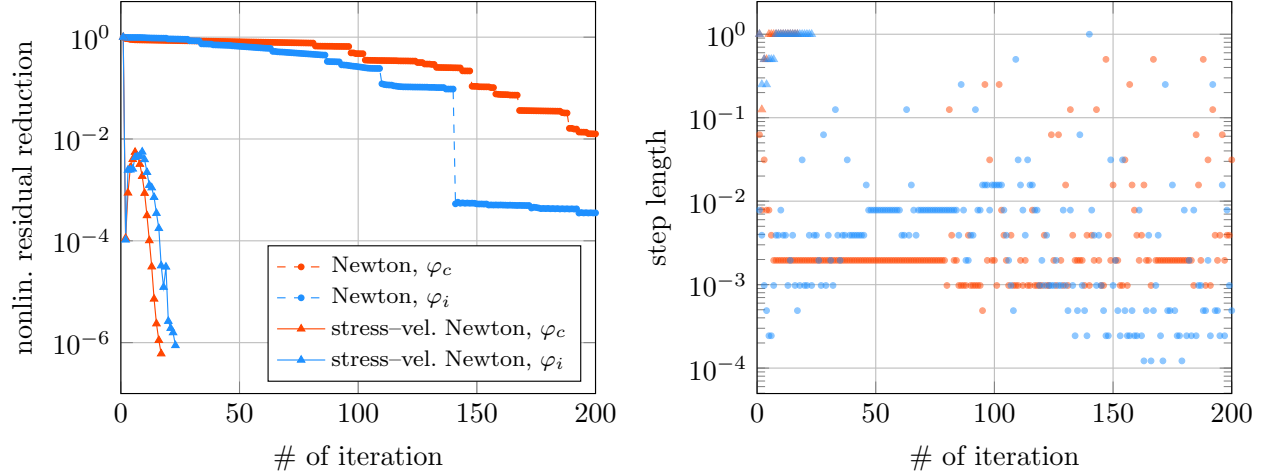 nonlin. residual reduction
10^0
10^−2
10^−4
10^−6
0
50
100
150
200
# of iteration
Newton, φ_c
Newton, φ_i
stress–vel. Newton, φ_c
stress–vel. Newton, φ_i
step length
10^0
10^−1
10^−2
10^−3
10^−4
0
50
100
150
200
# of iteration